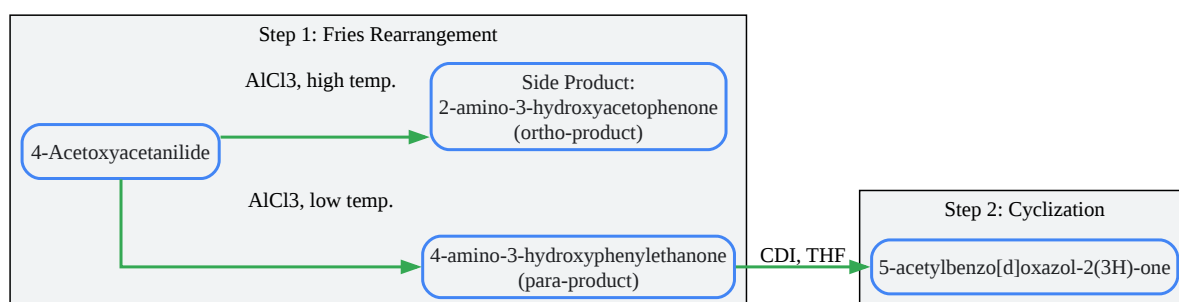 Step 1: Fries Rearrangement
AlCl3, high temp.
Side Product:
2-amino-3-hydroxyacetophenone
(ortho-product)
4-Acetoxyacetanilide
AlCl3, low temp.
Step 2: Cyclization
4-amino-3-hydroxyphenylethanone
(para-product)
CDI, THF
5-acetylbenzo[d]oxazol-2(3H)-one